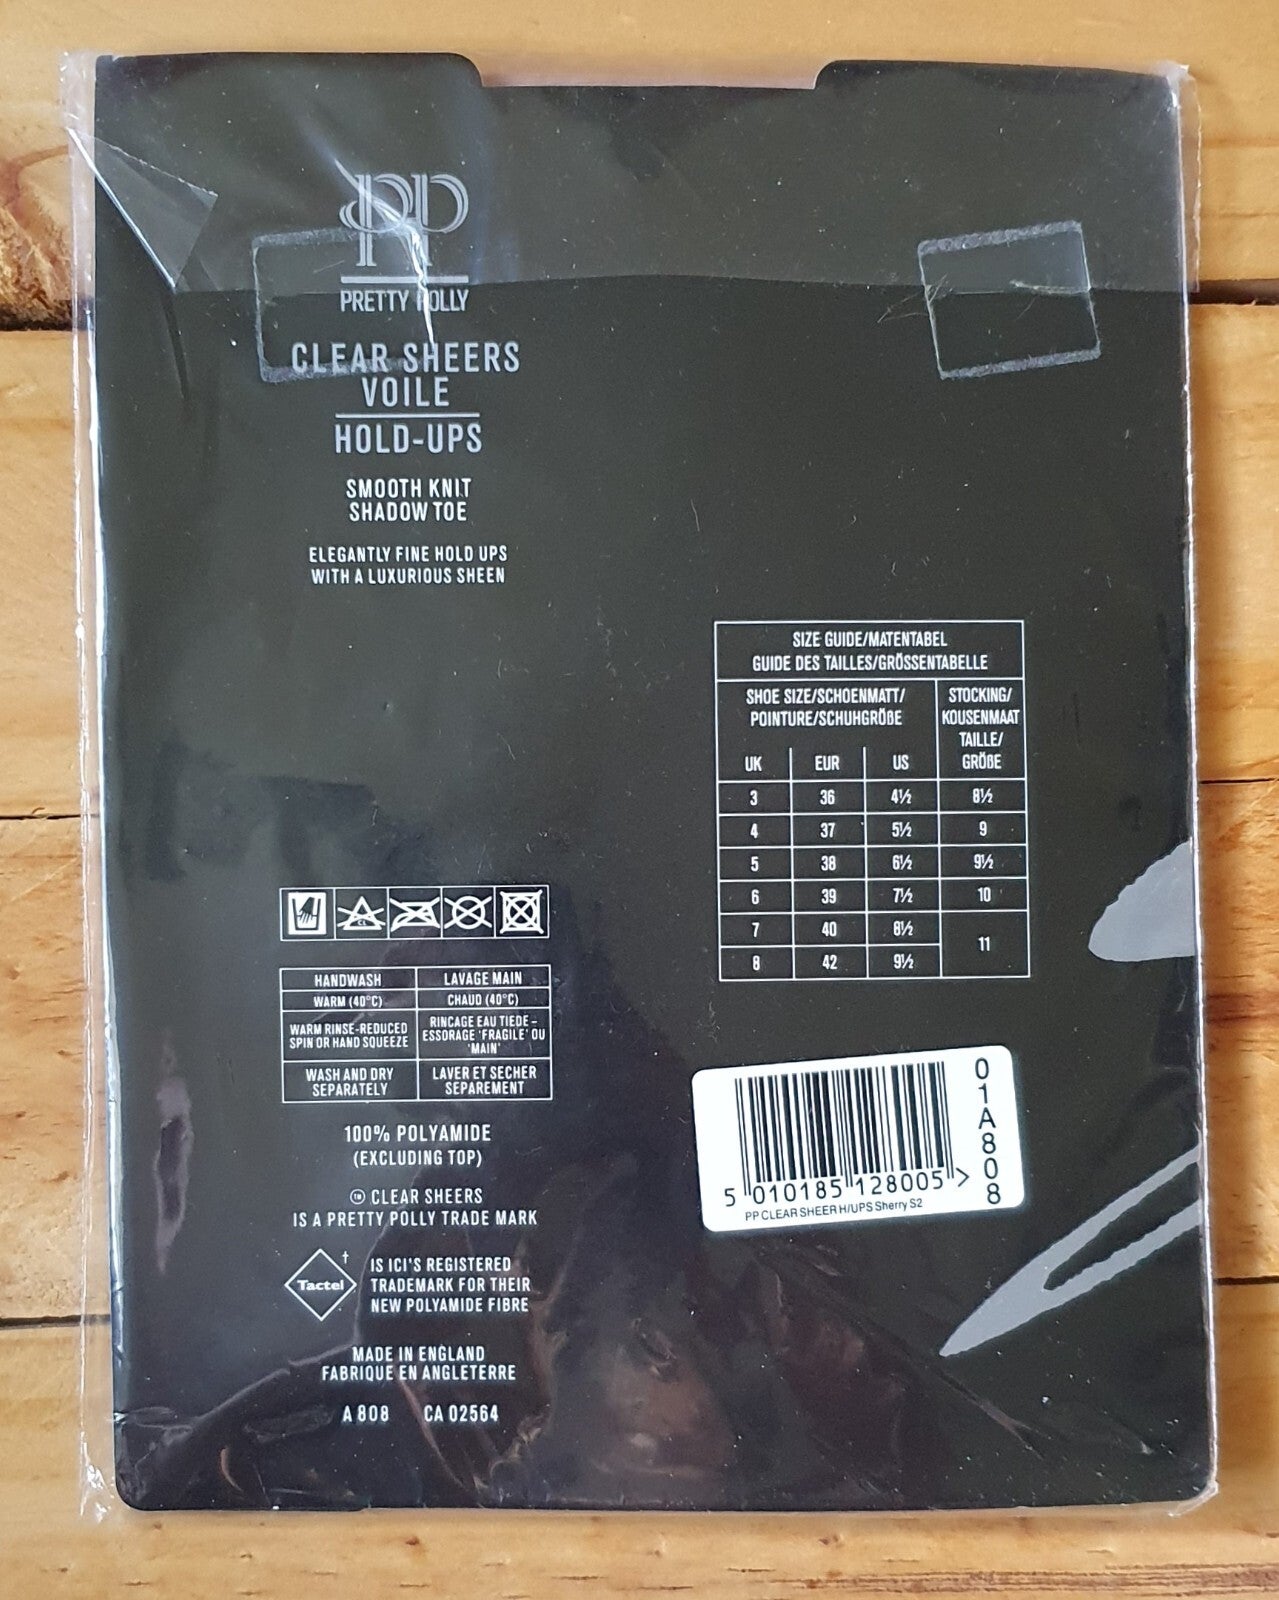 PP
PRETTY POLLY
CLEAR SHEERS
VOILE
HOLD-UPS
SMOOTH KNIT
SHADOW TOE
ELEGANTLY FINE HOLD UPS
WITH A LUXURIOUS SHEEN
SIZE GUIDE/MATENTABEL
GUIDE DES TAILLES/GRÖSSENTABELLE
SHOE SIZE/SCHOENMATT/
POINTURE/SCHUHGRÖßE
STOCKING/
KOUSENMAAT
TAILLE/
GRÖßE
UK EUR US
3 36 4½ 8½
4 37 5½ 9
5 38 6½ 9½
6 39 7½ 10
7 40 8½ 11
8 42 9½
CL
HANDWASH LAVAGE MAIN
WARM (40°C) CHAUD (40°C)
WARM RINSE-REDUCED
SPIN OR HAND SQUEEZE
RINCAGE EAU TIEDE –
ESSORAGE 'FRAGILE' OU
'MAIN'
WASH AND DRY
SEPARATELY
LAVER ET SECHER
SEPAREMENT
100% POLYAMIDE
(EXCLUDING TOP)
TM CLEAR SHEERS
IS A PRETTY POLLY TRADE MARK
Tactel †
IS ICI'S REGISTERED
TRADEMARK FOR THEIR
NEW POLYAMIDE FIBRE
MADE IN ENGLAND
FABRIQUE EN ANGLETERRE
A 808 CA 02564
5 010185 128005 >
PP CLEAR SHEER H/UPS Sherry S2
01A808